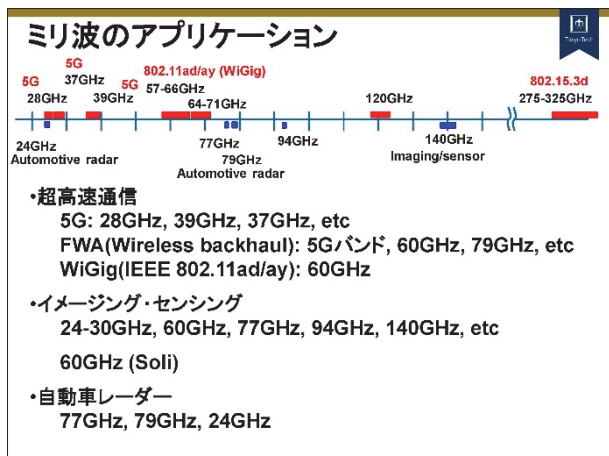 ミリ波のアプリケーション
TokyoTech
5G
5G
37GHz
5G
802.11ad/ay (WiGig)
802.15.3d
28GHz
39GHz
57-66GHz
64-71GHz
120GHz
275-325GHz
24GHz
Automotive radar
77GHz
79GHz
Automotive radar
94GHz
140GHz
Imaging/sensor
・超高速通信
5G: 28GHz, 39GHz, 37GHz, etc
FWA(Wireless backhaul): 5Gバンド, 60GHz, 79GHz, etc
WiGig(IEEE 802.11ad/ay): 60GHz
・イメージング・センシング
24-30GHz, 60GHz, 77GHz, 94GHz, 140GHz, etc
60GHz (Soli)
・自動車レーダー
77GHz, 79GHz, 24GHz